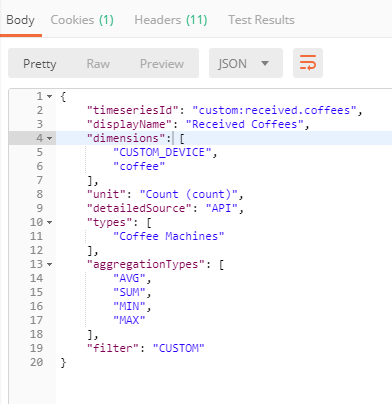 Body Cookies (1) Headers (11) Test Results
Pretty Raw Preview JSON
1 {
2 "timeseriesId": "custom:received.coffees",
3 "displayName": "Received Coffees",
4 "dimensions": [
5 "CUSTOM_DEVICE",
6 "coffee"
7 ],
8 "unit": "Count (count)",
9 "detailedSource": "API",
10 "types": [
11 "Coffee Machines"
12 ],
13 "aggregationTypes": [
14 "AVG",
15 "SUM",
16 "MIN",
17 "MAX"
18 ],
19 "filter": "CUSTOM"
20 }